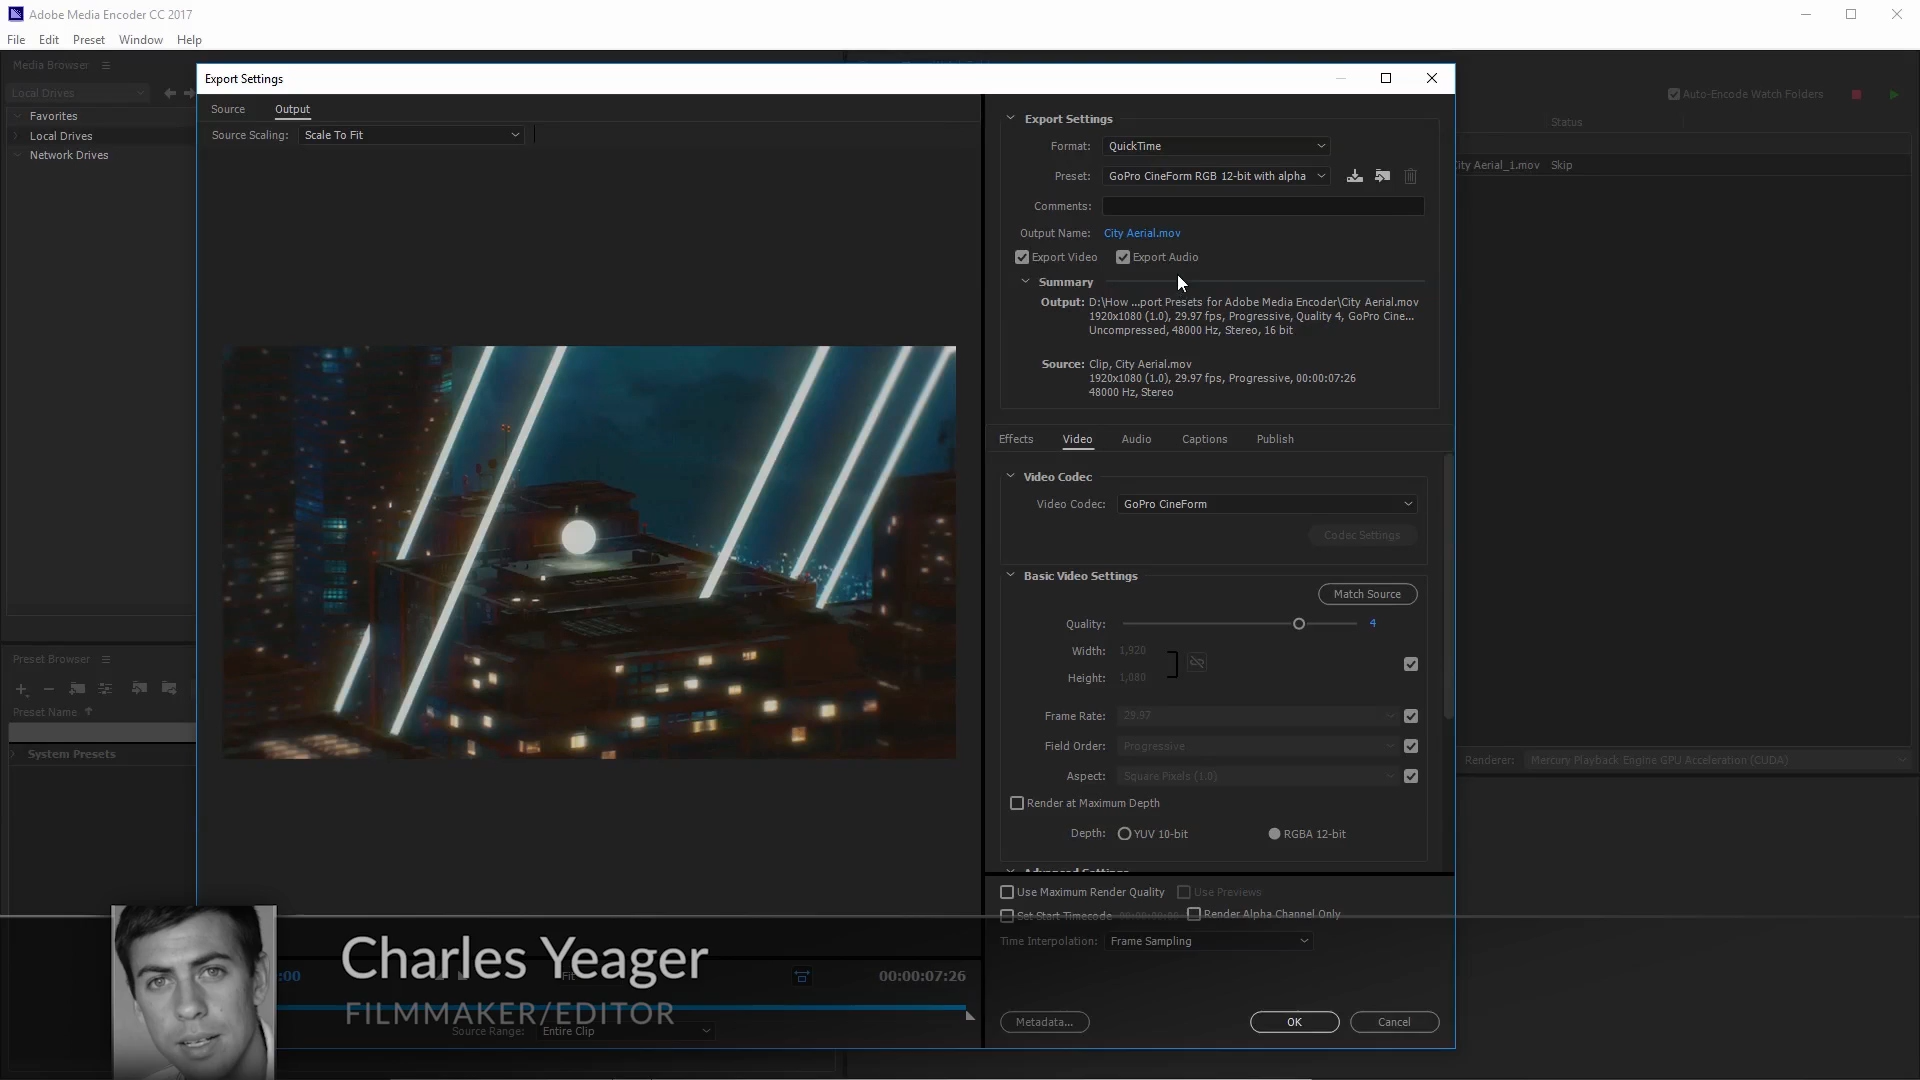 Adobe Media Encoder CC 2017
File Edit Preset Window Help
Media Browser
Local Drives
Favorites
Local Drives
Network Drives
Preset Browser
Preset Name
System Presets
Export Settings
Source Output
Source Scaling: Scale To Fit
Export Settings
Format: QuickTime
Preset: GoPro CineForm RGB 12-bit with alpha
Comments:
Output Name: City Aerial.mov
Export Video Export Audio
Summary
Output: D:\How ...port Presets for Adobe Media Encoder\City Aerial.mov
1920x1080 (1.0), 29.97 fps, Progressive, Quality 4, GoPro Cine...
Uncompressed, 48000 Hz, Stereo, 16 bit
Source: Clip, City Aerial.mov
1920x1080 (1.0), 29.97 fps, Progressive, 00:00:07:26
48000 Hz, Stereo
Effects Video Audio Captions Publish
Video Codec
Video Codec: GoPro CineForm
Codec Settings
Basic Video Settings
Match Source
Quality: 4
Width: 1,920
Height: 1,080
Frame Rate: 29.97
Field Order: Progressive
Aspect: Square Pixels (1.0)
Render at Maximum Depth
Depth: YUV 10-bit RGBA 12-bit
Advanced Settings
Use Maximum Render Quality Use Previews
Set Start Timecode 00:00:00:00 Render Alpha Channel Only
Time Interpolation: Frame Sampling
Metadata... OK Cancel
Auto-Encode Watch Folders
Status
City Aerial_1.mov Skip
Renderer: Mercury Playback Engine GPU Acceleration (CUDA)
:00 Fit 00:00:07:26
Source Range: Entire Clip
Charles Yeager
FILMMAKER/EDITOR